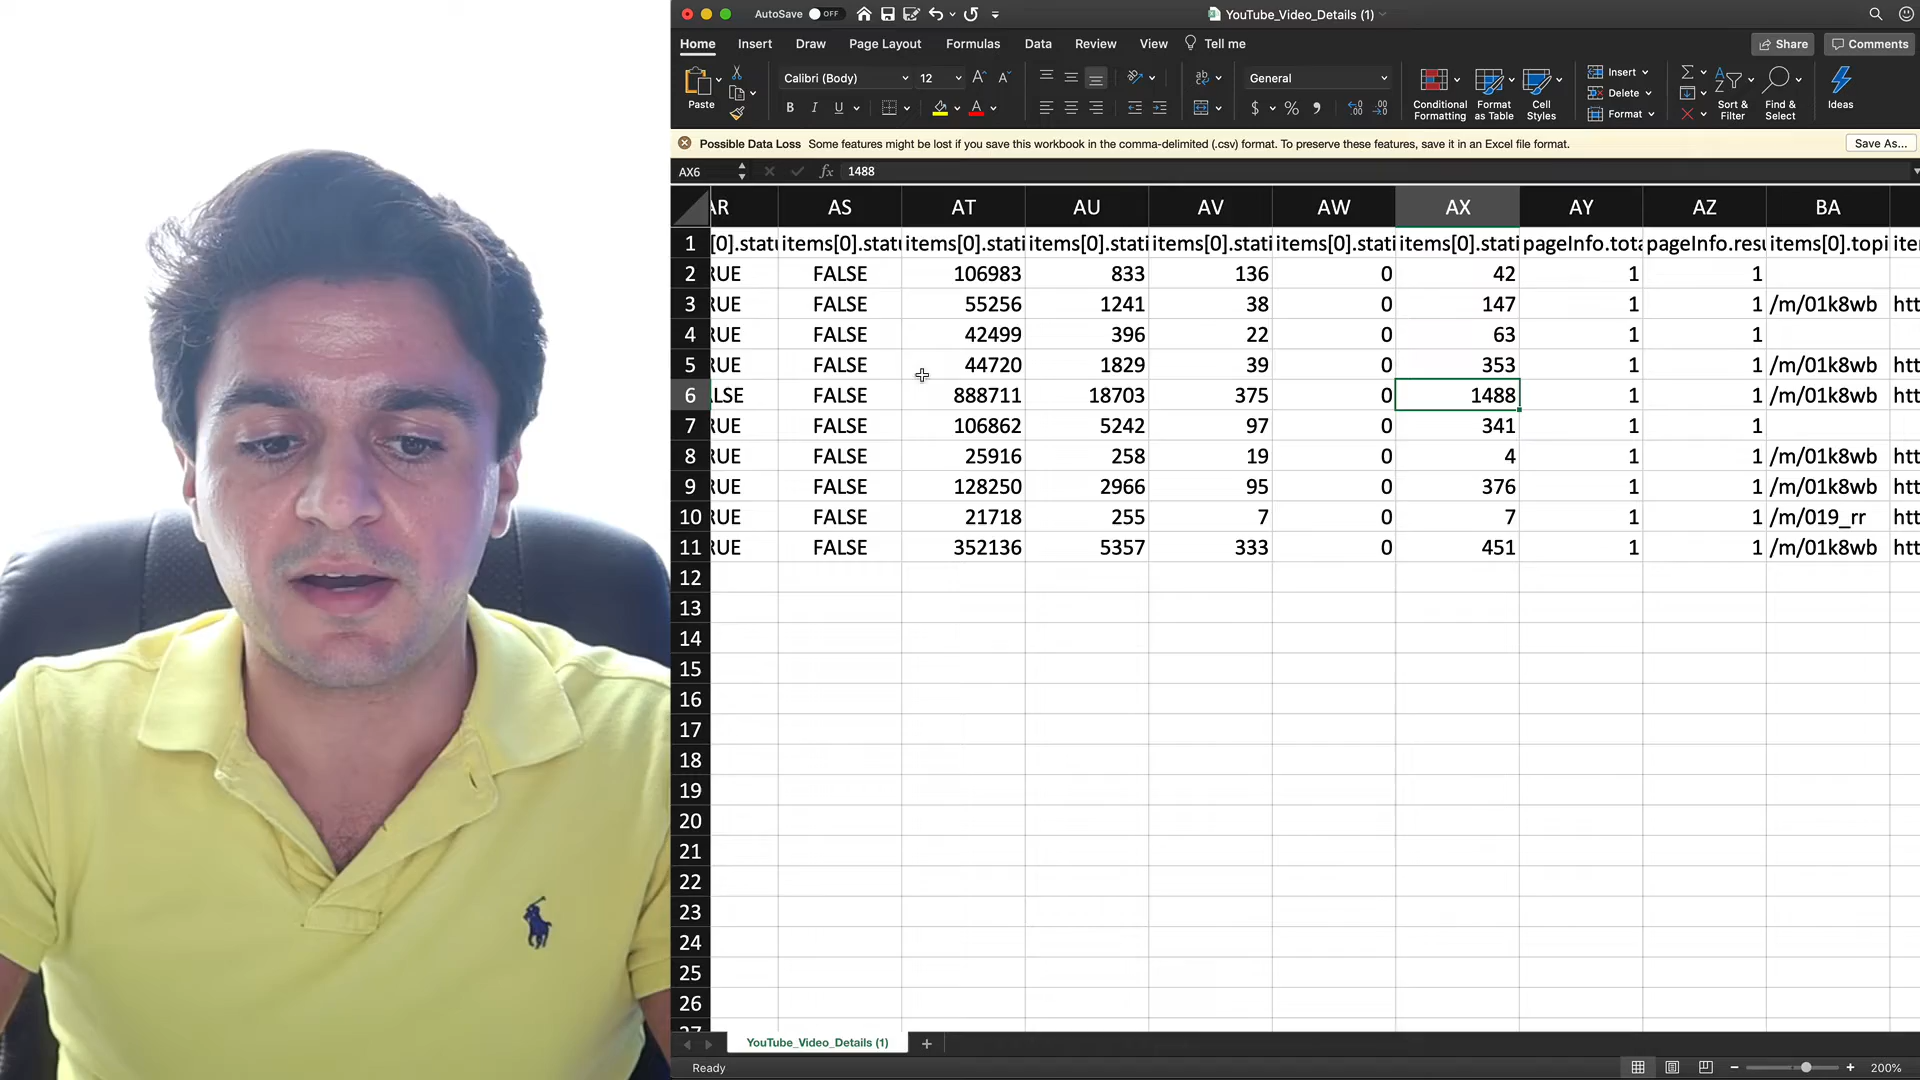 AutoSave OFF YouTube_Video_Details (1)
Home Insert Draw Page Layout Formulas Data Review View Tell me Share Comments
Paste Calibri (Body) 12 A A B I U A ab General $ % Conditional Formatting Format as Table Cell Styles Insert Delete Format Sort & Filter Find & Select Ideas
Possible Data Loss Some features might be lost if you save this workbook in the comma-delimited (.csv) format. To preserve these features, save it in an Excel file format. Save As...
AX6 fx 1488
AR AS AT AU AV AW AX AY AZ BA
1 [0].statu items[0].statu items[0].stati items[0].stati items[0].stati items[0].stati items[0].stati pageInfo.tota pageInfo.resu items[0].topi iter
2 RUE FALSE 106983 833 136 0 42 1 1
3 RUE FALSE 55256 1241 38 0 147 1 1 /m/01k8wb htt
4 RUE FALSE 42499 396 22 0 63 1 1
5 RUE FALSE 44720 1829 39 0 353 1 1 /m/01k8wb htt
6 ALSE FALSE 888711 18703 375 0 1488 1 1 /m/01k8wb htt
7 RUE FALSE 106862 5242 97 0 341 1 1
8 RUE FALSE 25916 258 19 0 4 1 1 /m/01k8wb htt
9 RUE FALSE 128250 2966 95 0 376 1 1 /m/01k8wb htt
10 RUE FALSE 21718 255 7 0 7 1 1 /m/019_rr htt
11 RUE FALSE 352136 5357 333 0 451 1 1 /m/01k8wb htt
12
13
14
15
16
17
18
19
20
21
22
23
24
25
26
27
YouTube_Video_Details (1) +
Ready 200%